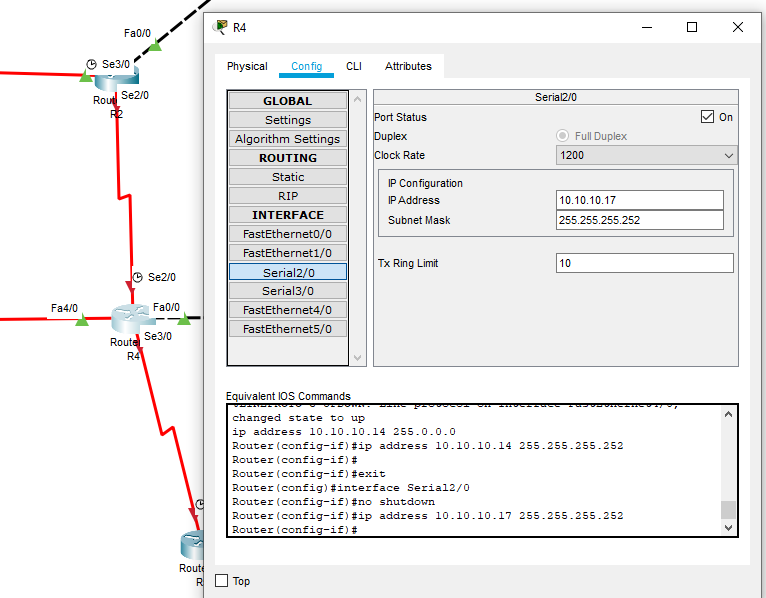 R4
Physical Config CLI Attributes
GLOBAL
Settings
Algorithm Settings
ROUTING
Static
RIP
INTERFACE
FastEthernet0/0
FastEthernet1/0
Serial2/0
Serial3/0
FastEthernet4/0
FastEthernet5/0
Serial2/0
Port Status On
Duplex Full Duplex
Clock Rate 1200
IP Configuration
IP Address 10.10.10.17
Subnet Mask 255.255.255.252
Tx Ring Limit 10
Equivalent IOS Commands
changed state to up
ip address 10.10.10.14 255.0.0.0
Router(config-if)#ip address 10.10.10.14 255.255.255.252
Router(config-if)#
Router(config-if)#exit
Router(config)#interface Serial2/0
Router(config-if)#no shutdown
Router(config-if)#ip address 10.10.10.17 255.255.255.252
Router(config-if)#
Top
Fa0/0
Se3/0
Se2/0
Rout
R2
Se2/0
Fa4/0
Fa0/0
Se3/0
Route
R4
Route
R